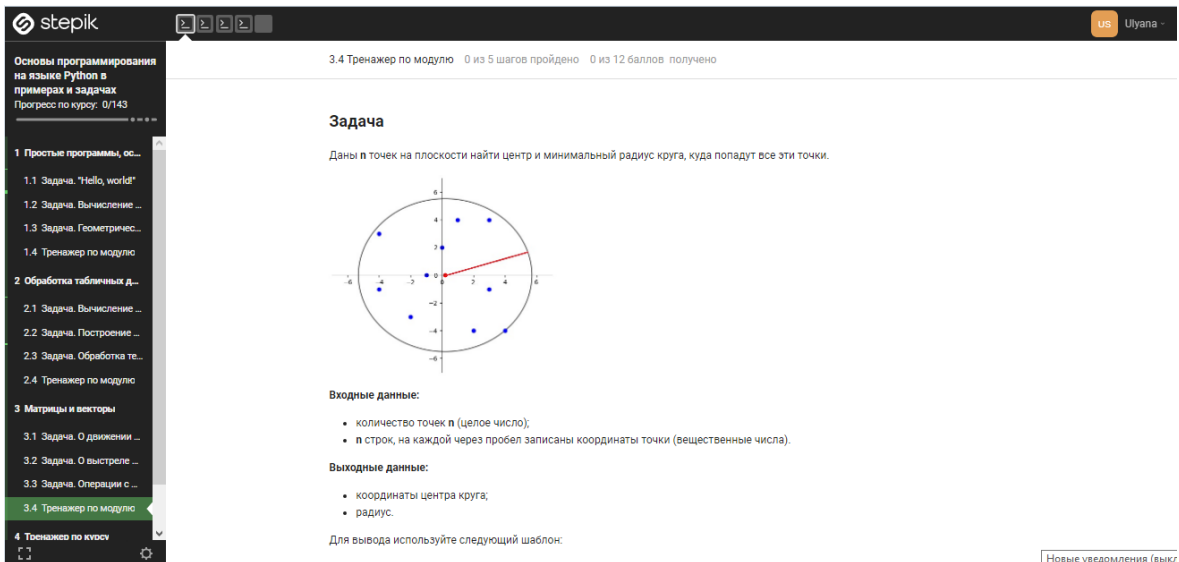 stepik
US Ulyana
Основы программирования
на языке Python в
примерах и задачах
Прогресс по курсу: 0/143
1 Простые программы, ос...
1.1 Задача. "Hello, world!"
1.2 Задача. Вычисление ...
1.3 Задача. Геометричес...
1.4 Тренажер по модулю
2 Обработка табличных д...
2.1 Задача. Вычисление ...
2.2 Задача. Построение ...
2.3 Задача. Обработка те...
2.4 Тренажер по модулю
3 Матрицы и векторы
3.1 Задача. О движении ...
3.2 Задача. О выстреле ...
3.3 Задача. Операции с ...
3.4 Тренажер по модулю
4 Тренажер по курсу
3.4 Тренажер по модулю 0 из 5 шагов пройдено 0 из 12 баллов получено
Задача
Даны n точек на плоскости найти центр и минимальный радиус круга, куда попадут все эти точки.
6
4
2
-6 -4 -2 0 0 2 4 6
-2
-4
-6
Входные данные:
• количество точек n (целое число);
• n строк, на каждой через пробел записаны координаты точки (вещественные числа).
Выходные данные:
• координаты центра круга;
• радиус.
Для вывода используйте следующий шаблон:
Новые уведомления (выкл